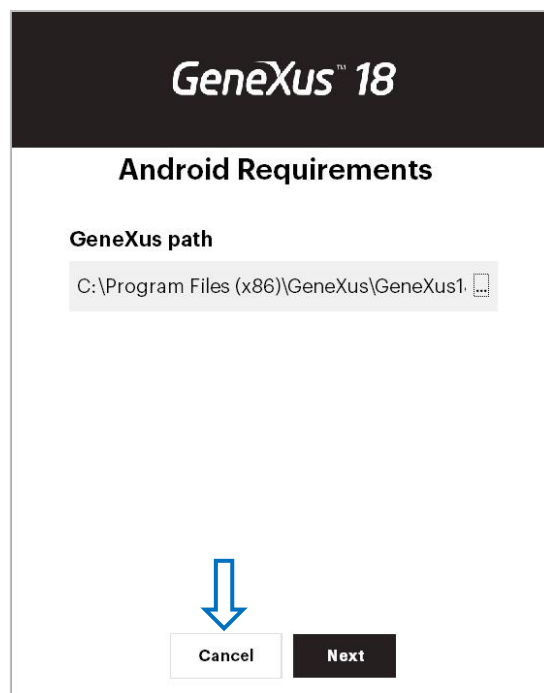 GeneXus™ 18
Android Requirements
GeneXus path
C:\Program Files (x86)\GeneXus\GeneXus1 ...
Cancel Next